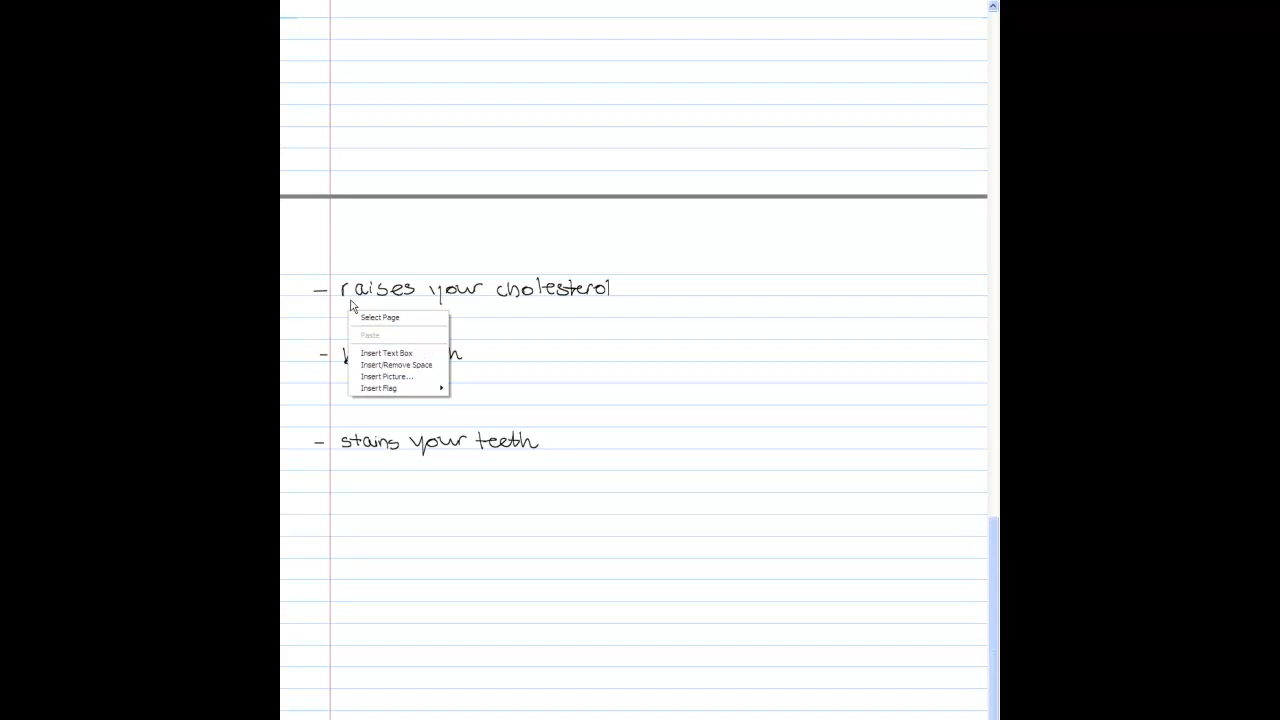 - raises your cholesterol
Select Page
Paste
Insert Text Box
Insert/Remove Space
Insert Picture...
Insert Flag
- stains your teeth